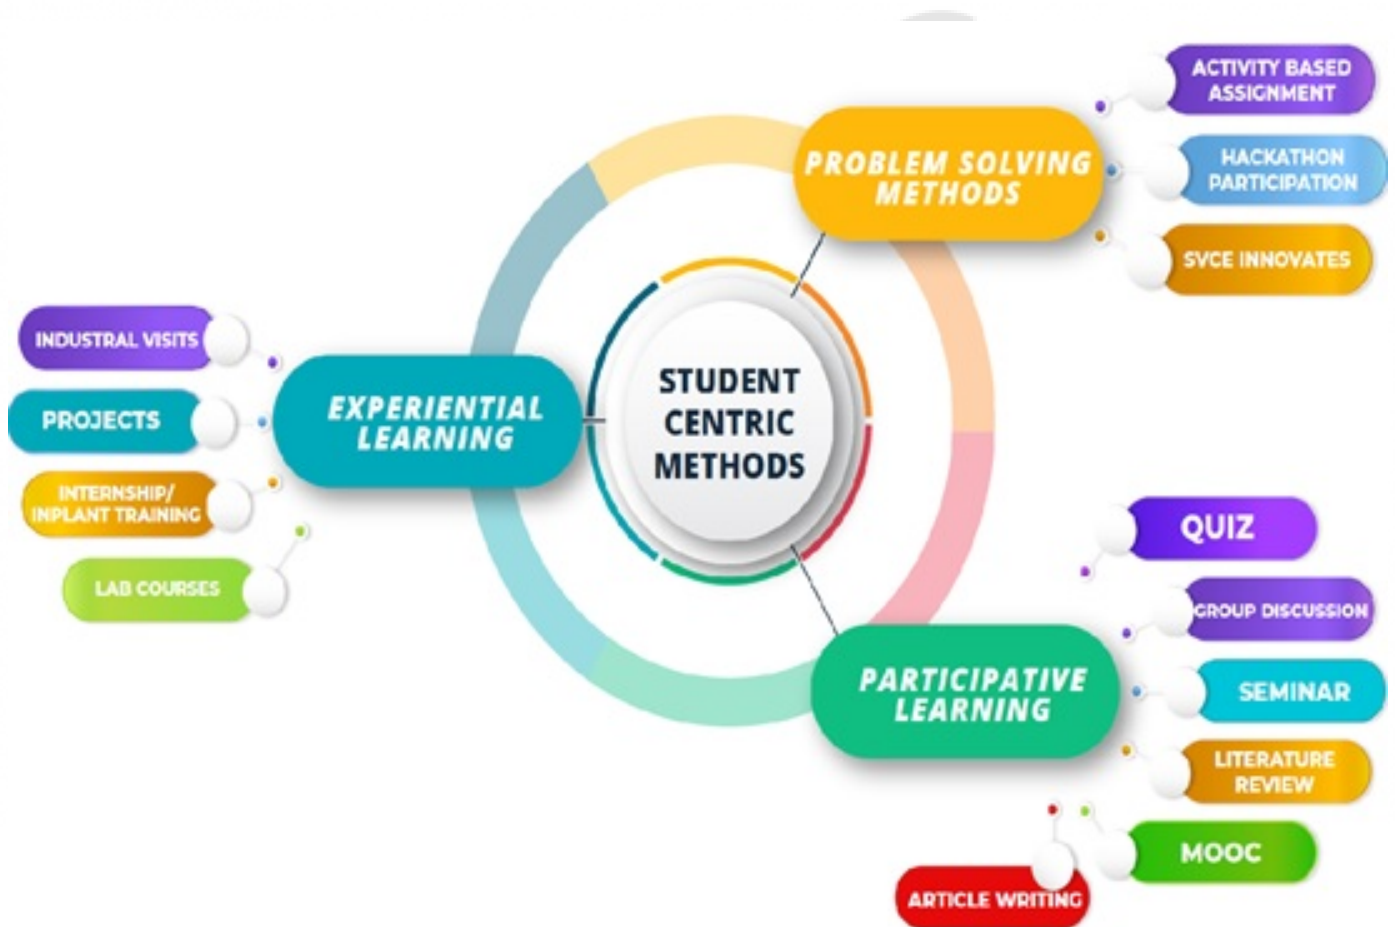 ACTIVITY BASED
ASSIGNMENT
HACKATHON
PARTICIPATION
SVCE INNOVATES
PROBLEM SOLVING
METHODS
INDUSTRAL VISITS
PROJECTS
INTERNSHIP/
INPLANT TRAINING
LAB COURSES
EXPERIENTIAL
LEARNING
STUDENT
CENTRIC
METHODS
PARTICIPATIVE
LEARNING
QUIZ
GROUP DISCUSSION
SEMINAR
LITERATURE
REVIEW
MOOC
ARTICLE WRITING